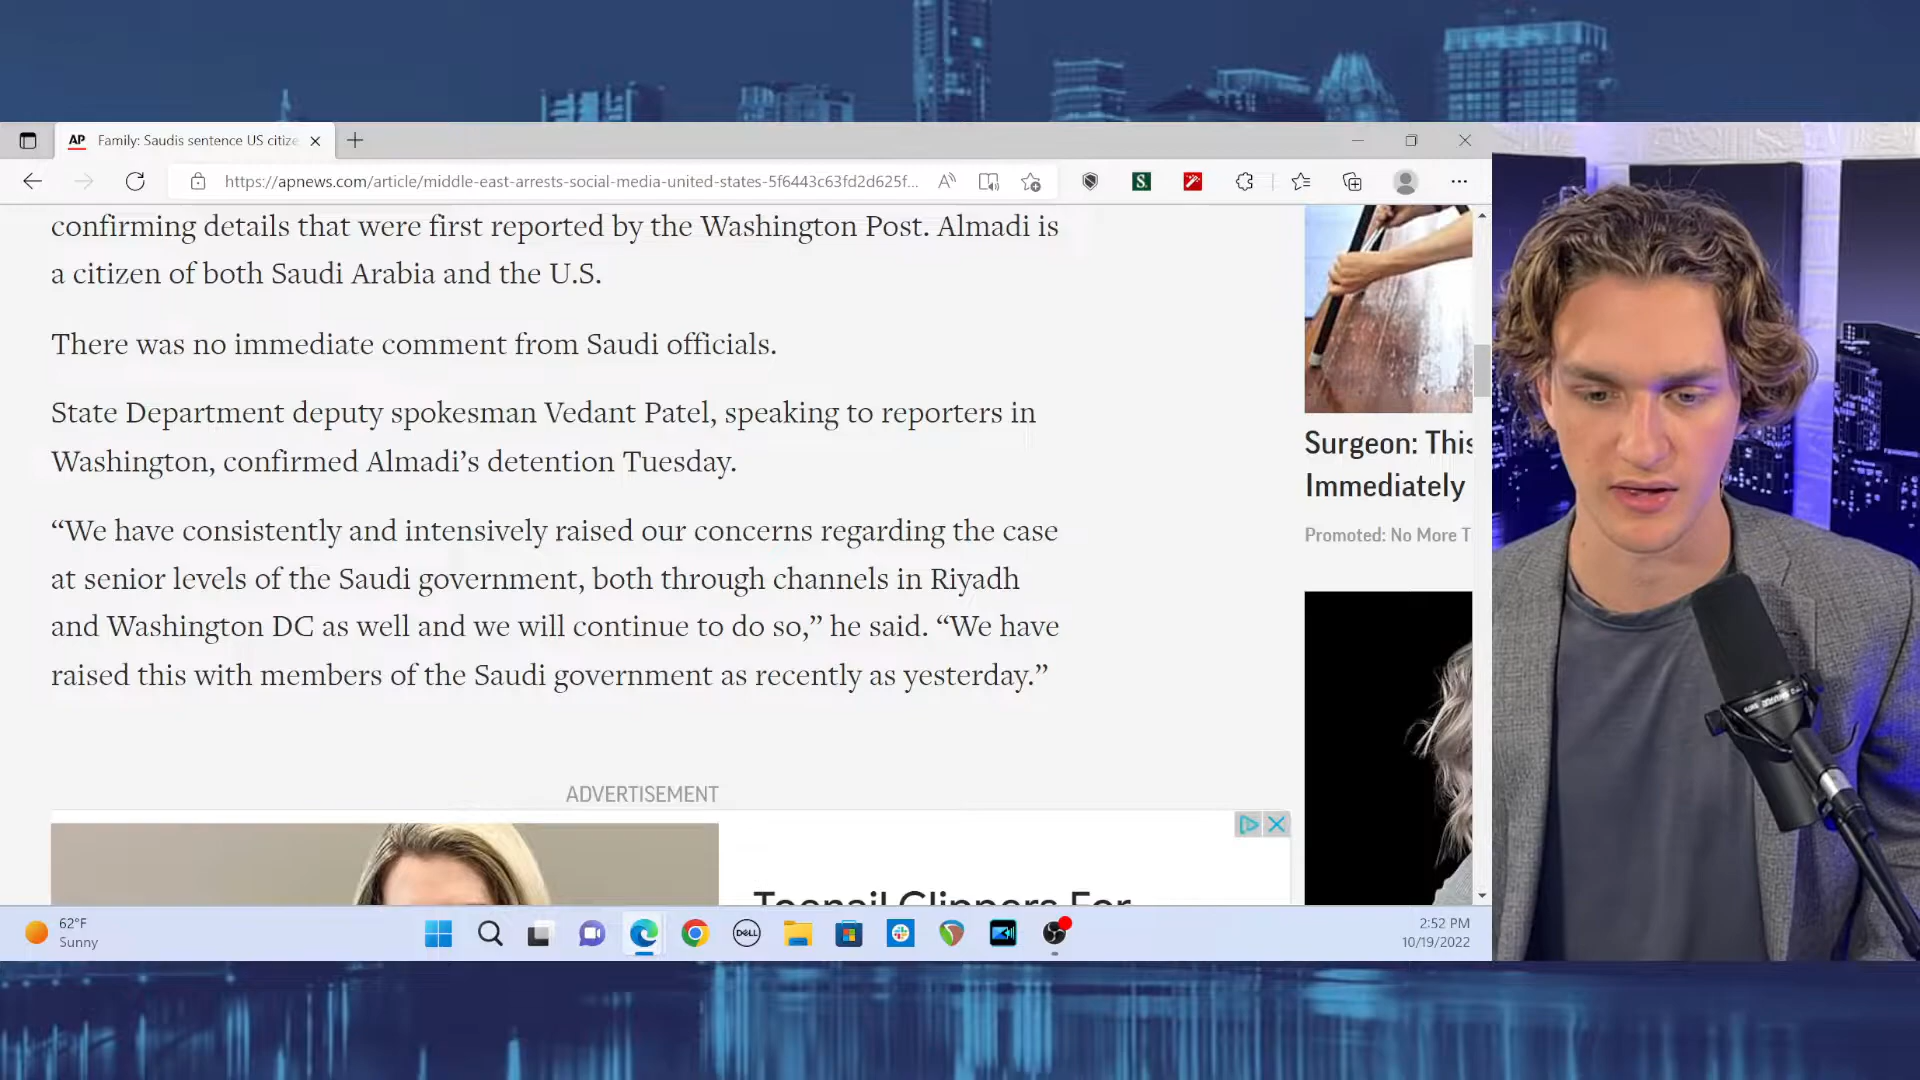 AP Family: Saudis sentence US citize
https://apnews.com/article/middle-east-arrests-social-media-united-states-5f6443c63fd2d625f...
confirming details that were first reported by the Washington Post. Almadi is
a citizen of both Saudi Arabia and the U.S.
There was no immediate comment from Saudi officials.
State Department deputy spokesman Vedant Patel, speaking to reporters in
Washington, confirmed Almadi’s detention Tuesday.
“We have consistently and intensively raised our concerns regarding the case
at senior levels of the Saudi government, both through channels in Riyadh
and Washington DC as well and we will continue to do so,” he said. “We have
raised this with members of the Saudi government as recently as yesterday.”
ADVERTISEMENT
Toenail Clippers For
Surgeon: This
Immediately
Promoted: No More T
62°F
Sunny
DELL
2:52 PM
10/19/2022